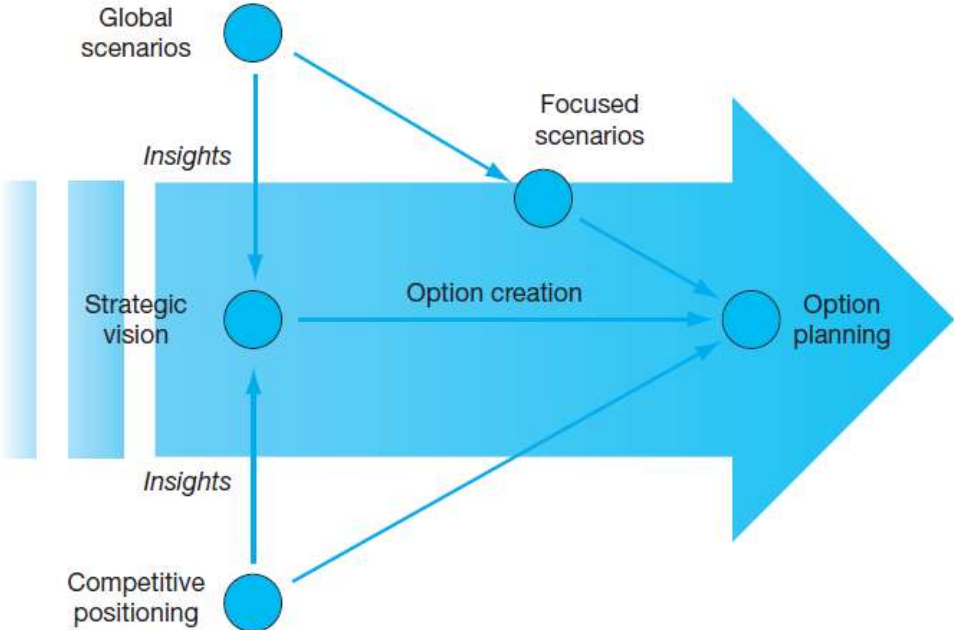 Global
scenarios
Focused
scenarios
Insights
Strategic
vision
Option creation
Option
planning
Insights
Competitive
positioning